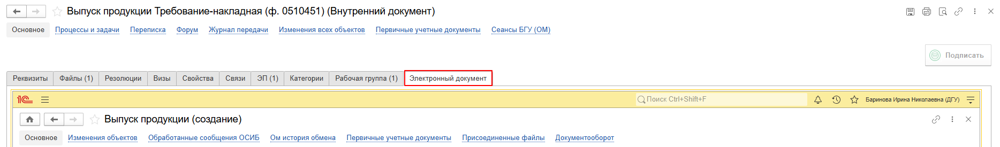 Выпуск продукции Требование-накладная (ф. 0510451) (Внутренний документ)
Основное Процессы и задачи Переписка Форум Журнал передачи Изменения всех объектов Первичные учетные документы Сеансы БГУ (ОМ)
Подписать
Реквизиты Файлы (1) Резолюции Визы Свойства Связи ЭП (1) Категории Рабочая группа (1) Электронный документ
1С Поиск Ctrl+Shift+F Баринова Ирина Николаевна (ДГУ)
Выпуск продукции (создание)
Основное Изменения объектов Обработанные сообщения ОСИБ Ом история обмена Первичные учетные документы Присоединенные файлы Документооборот